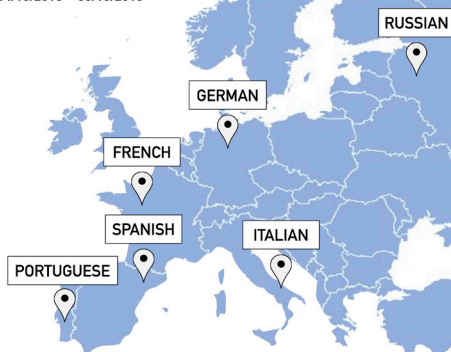 RUSSIAN
GERMAN
FRENCH
SPANISH
ITALIAN
PORTUGUESE